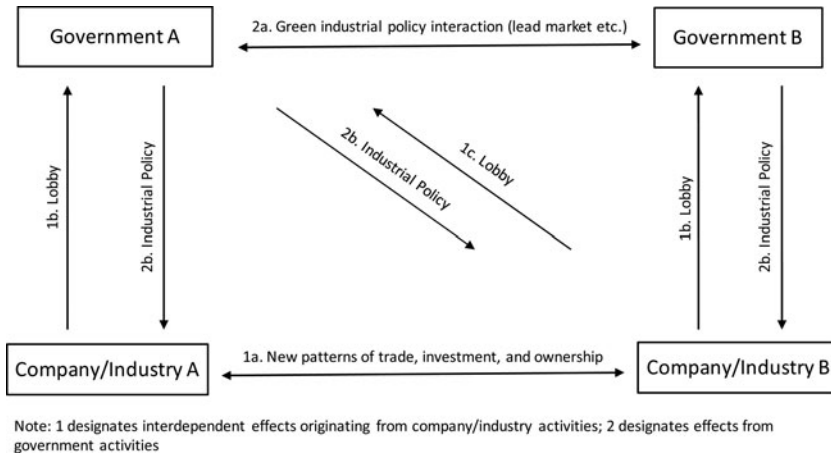 Government A
2a. Green industrial policy interaction (lead market etc.)
Government B
1b. Lobby
2b. Industrial Policy
2b. Industrial Policy
1c. Lobby
1b. Lobby
2b. Industrial Policy
Company/Industry A
1a. New patterns of trade, investment, and ownership
Company/Industry B
Note: 1 designates interdependent effects originating from company/industry activities; 2 designates effects from
government activities